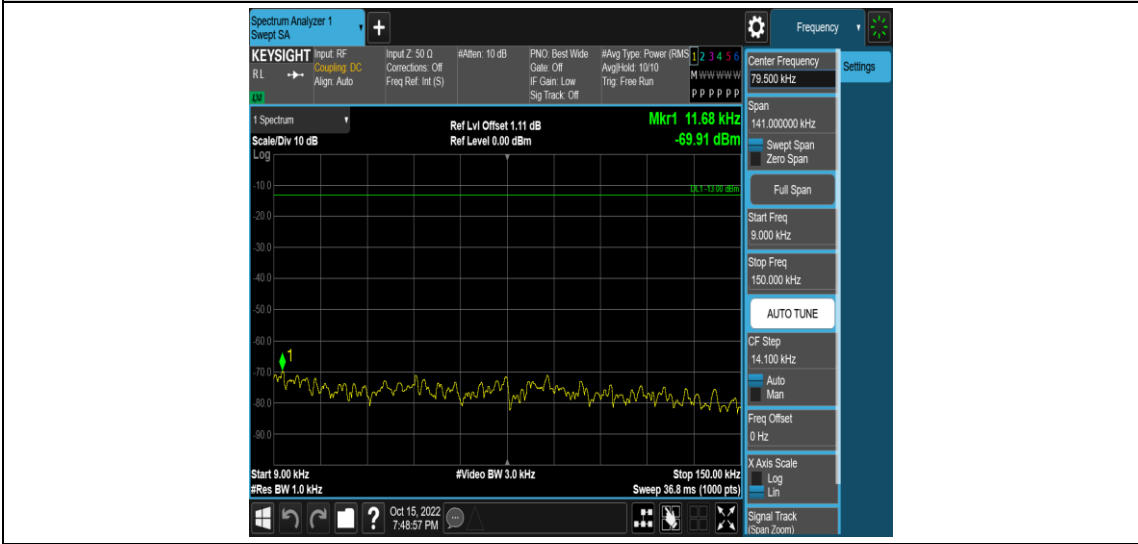 Spectrum Analyzer 1
Swept SA
+
Frequency
KEYSIGHT
RL
Input: RF
Coupling: DC
Align: Auto
Input Z: 50 Ω
Corrections: Off
Freq Ref: Int (S)
#Atten: 10 dB
PNO: Best Wide
Gate: Off
IF Gain: Low
Sig Track: Off
#Avg Type: Power (RMS
Avg|Hold: 10/10
Trig: Free Run
1 2 3 4 5 6
M W W W W W
P P P P P P
1 Spectrum
Scale/Div 10 dB
Log
Ref Lvl Offset 1.11 dB
Ref Level 0.00 dBm
Mkr1 11.68 kHz
-69.91 dBm
DL1 -13.00 dBm
-10.0
-20.0
-30.0
-40.0
-50.0
-60.0
-70.0
-80.0
-90.0
1
Start 9.00 kHz
#Res BW 1.0 kHz
#Video BW 3.0 kHz
Stop 150.00 kHz
Sweep 36.8 ms (1000 pts)
Center Frequency
79.500 kHz
Settings
Span
141.000000 kHz
Swept Span
Zero Span
Full Span
Start Freq
9.000 kHz
Stop Freq
150.000 kHz
AUTO TUNE
CF Step
14.100 kHz
Auto
Man
Freq Offset
0 Hz
X Axis Scale
Log
Lin
Signal Track
(Span Zoom)
?
Oct 15, 2022
7:48:57 PM